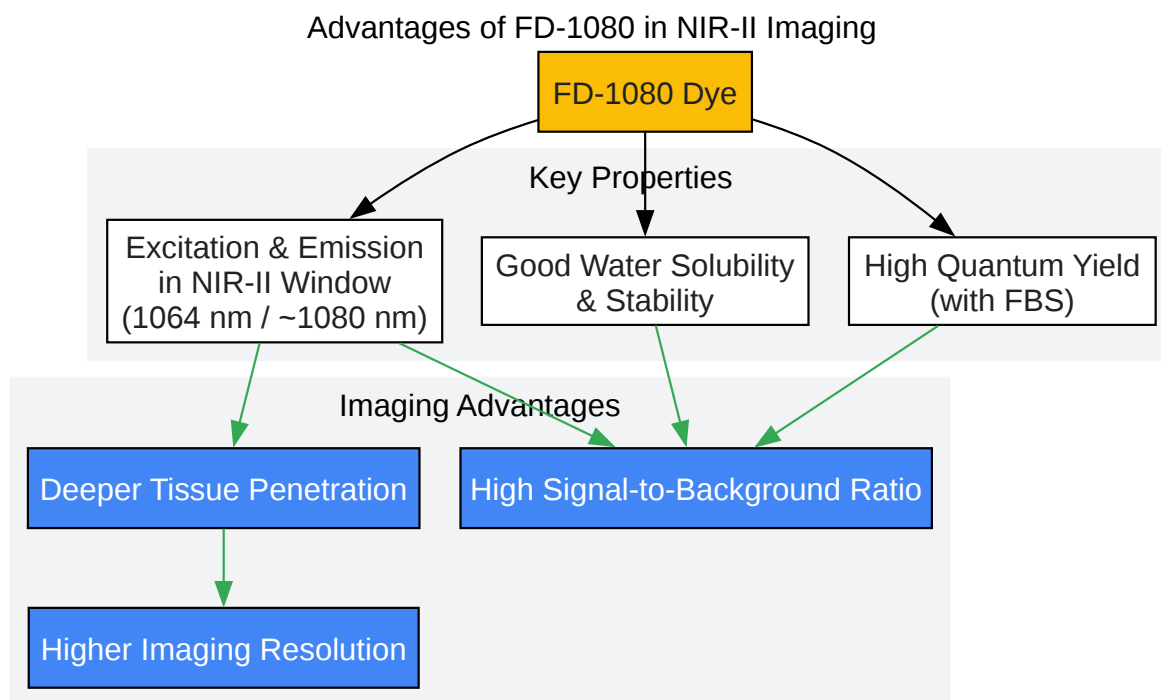 Advantages of FD-1080 in NIR-II Imaging
FD-1080 Dye
Key Properties
Excitation & Emission
in NIR-II Window
(1064 nm / ~1080 nm)
Good Water Solubility
& Stability
High Quantum Yield
(with FBS)
Imaging Advantages
Deeper Tissue Penetration
High Signal-to-Background Ratio
Higher Imaging Resolution